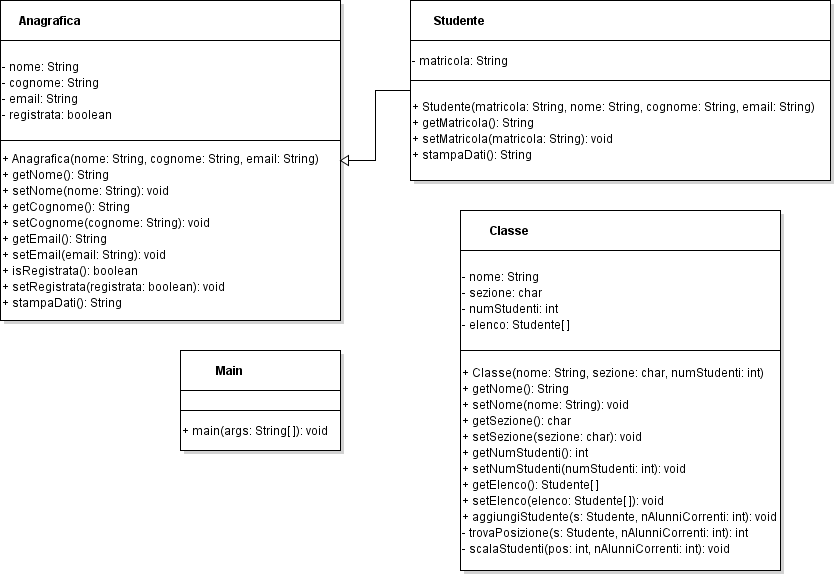 Anagrafica
- nome: String
- cognome: String
- email: String
- registrata: boolean
+ Anagrafica(nome: String, cognome: String, email: String)
+ getNome(): String
+ setNome(nome: String): void
+ getCognome(): String
+ setCognome(cognome: String): void
+ getEmail(): String
+ setEmail(email: String): void
+ isRegistrata(): boolean
+ setRegistrata(registrata: boolean): void
+ stampaDati(): String
Studente
- matricola: String
+ Studente(matricola: String, nome: String, cognome: String, email: String)
+ getMatricola(): String
+ setMatricola(matricola: String): void
+ stampaDati(): String
Main
+ main(args: String[]): void
Classe
- nome: String
- sezione: char
- numStudenti: int
- elenco: Studente[]
+ Classe(nome: String, sezione: char, numStudenti: int)
+ getNome(): String
+ setNome(nome: String): void
+ getSezione(): char
+ setSezione(sezione: char): void
+ getNumStudenti(): int
+ setNumStudenti(numStudenti: int): void
+ getElenco(): Studente[]
+ setElenco(elenco: Studente[]): void
+ aggiungiStudente(s: Studente, nAlunniCorrenti: int): void
- trovaPosizione(s: Studente, nAlunniCorrenti: int): int
- scalaStudenti(pos: int, nAlunniCorrenti: int): void